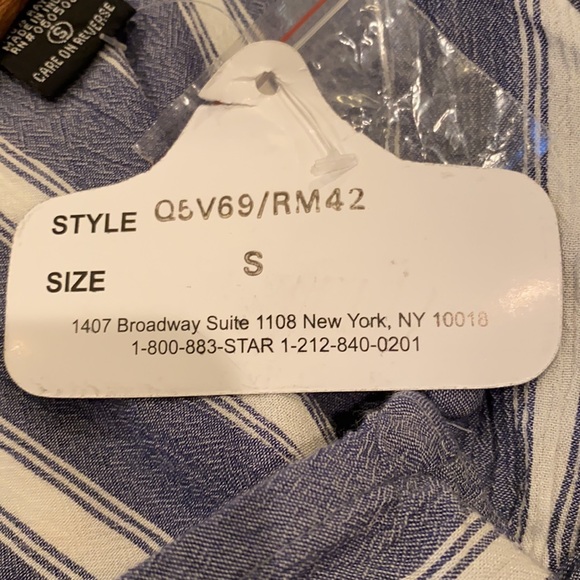 S
CARE ON REVERSE
STYLE Q5V69/RM42
SIZE S
1407 Broadway Suite 1108 New York, NY 10018
1-800-883-STAR 1-212-840-0201